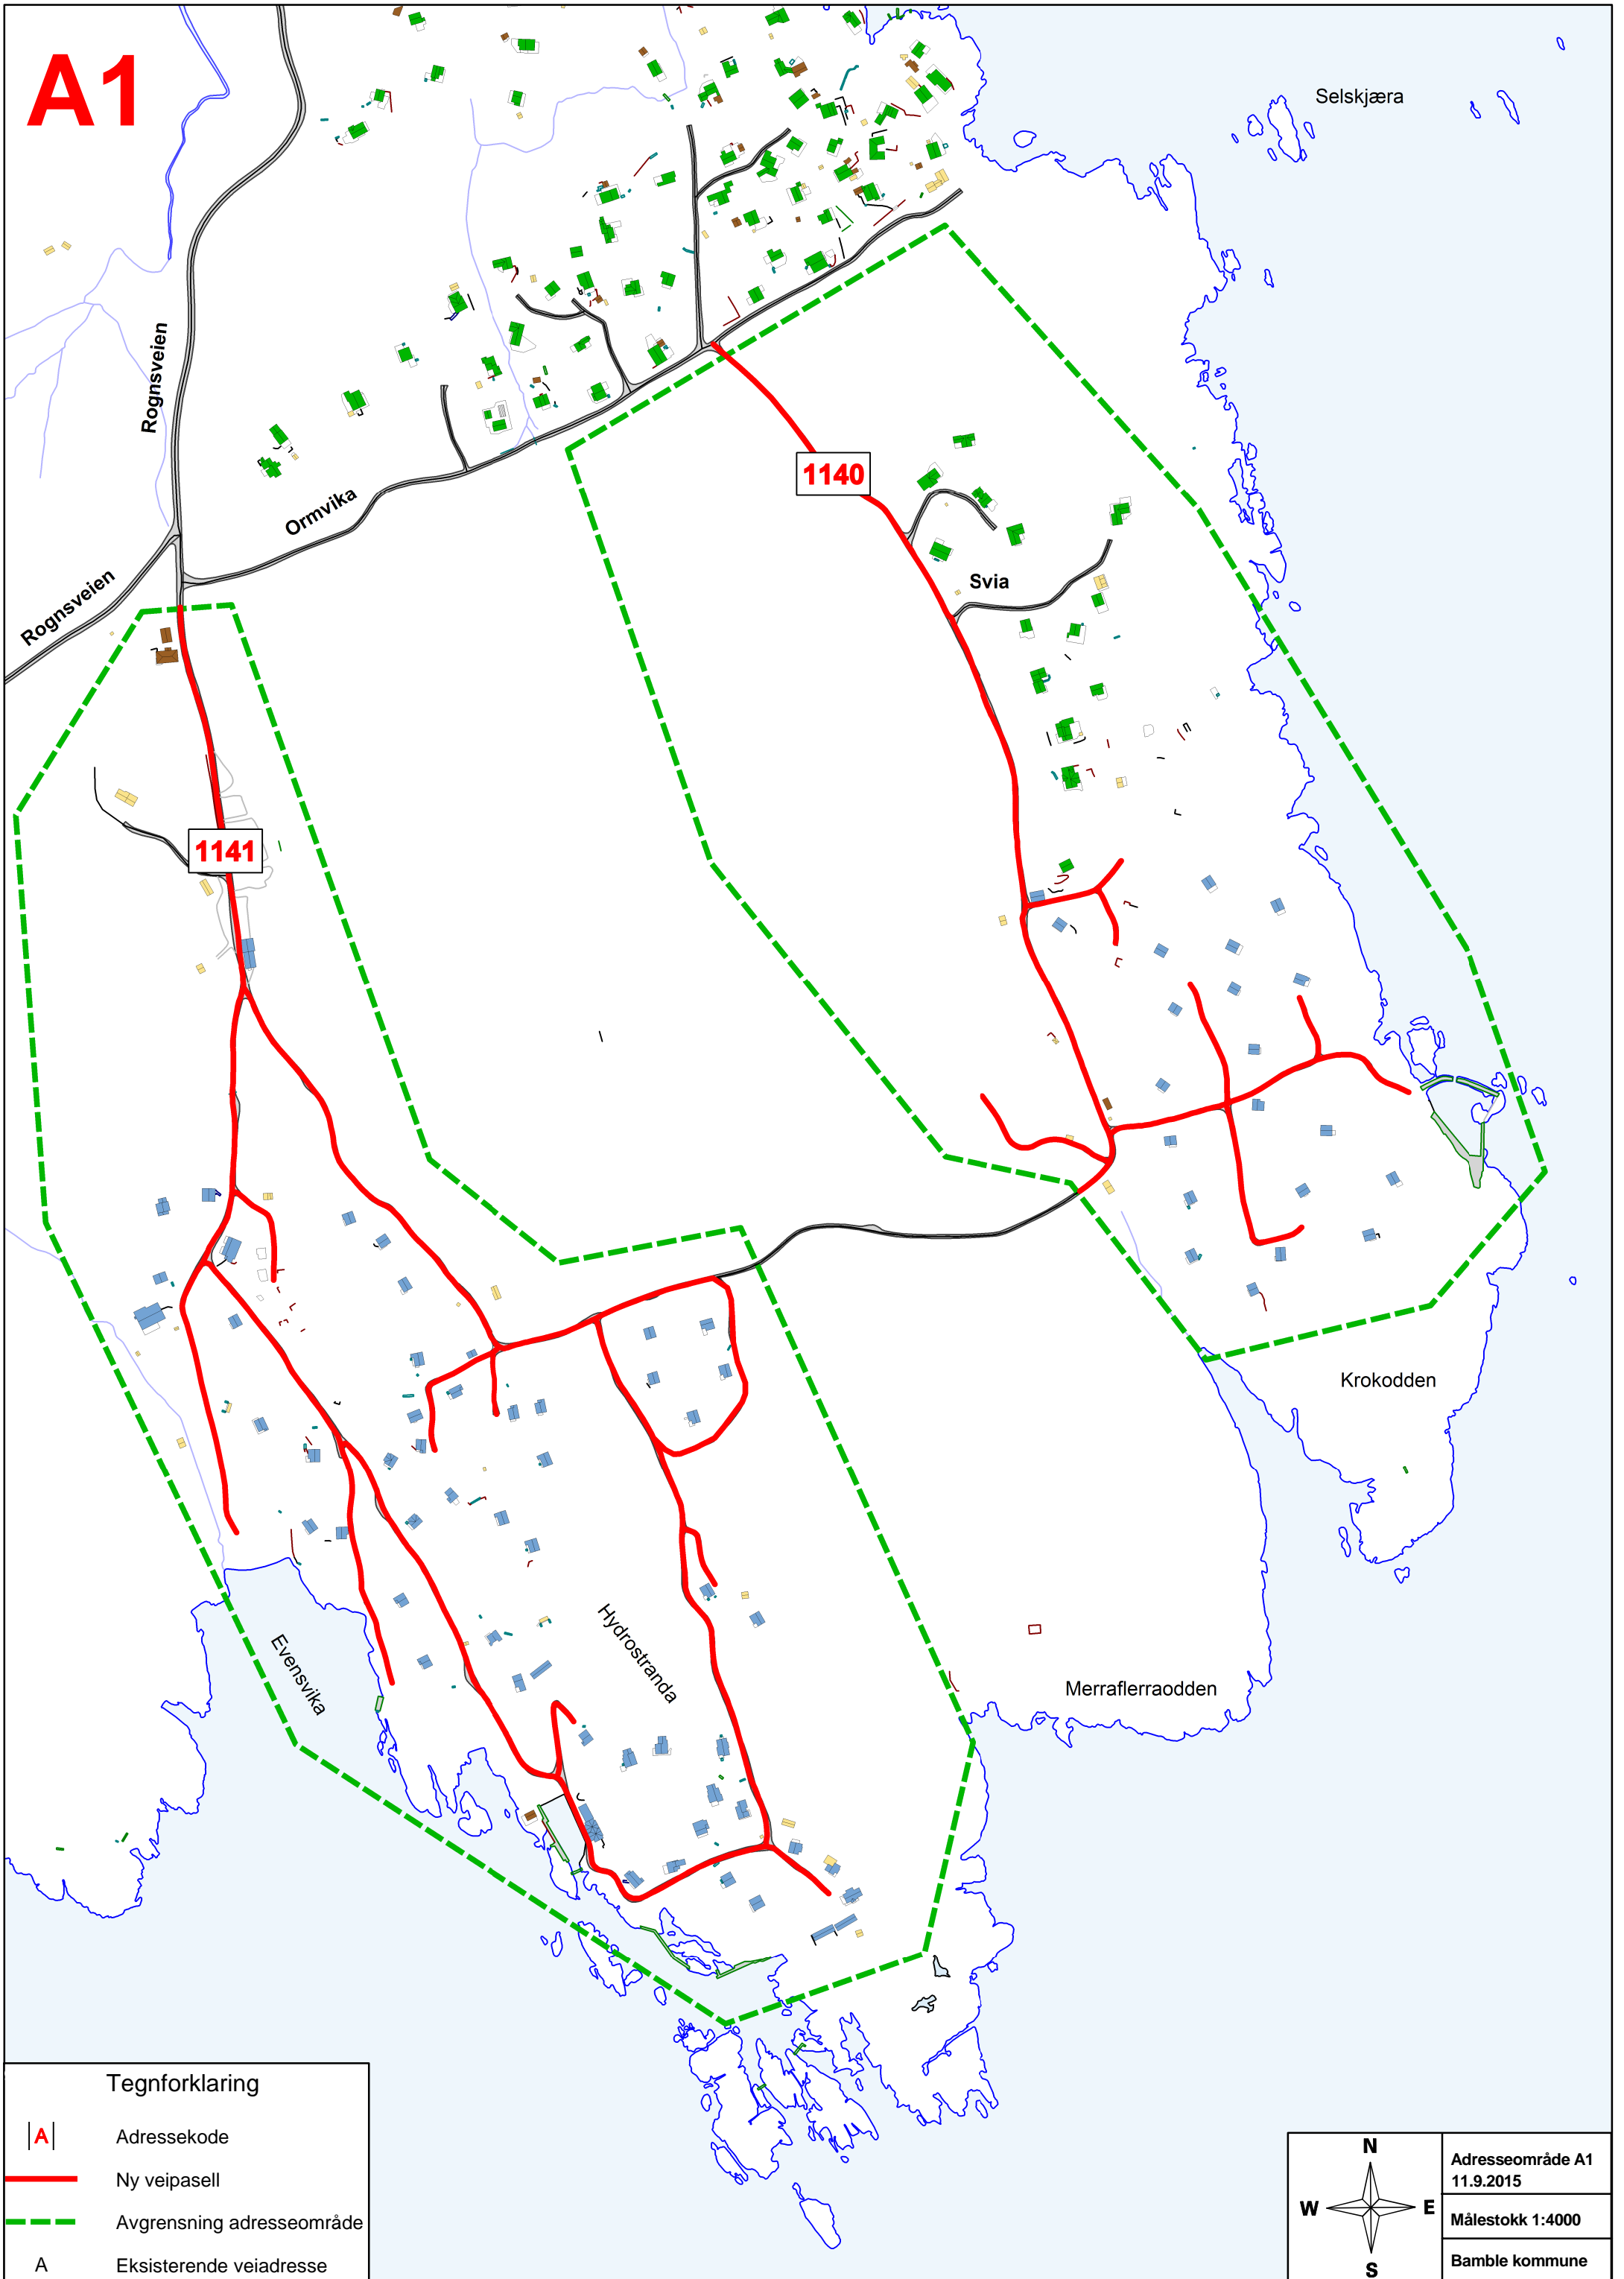 A1
Selskjæra
Rognsveien
1140
Ormvika
Svia
Rognsveien
1141
Krokodden
Hydrostranda
Evensvika
Merraflerraodden
Tegnforklaring
A Adressekode
Ny veipasell
Avgrensning adresseområde
A Eksisterende veiadresse
N
W E
S
Adresseområde A1
11.9.2015
Målestokk 1:4000
Bamble kommune